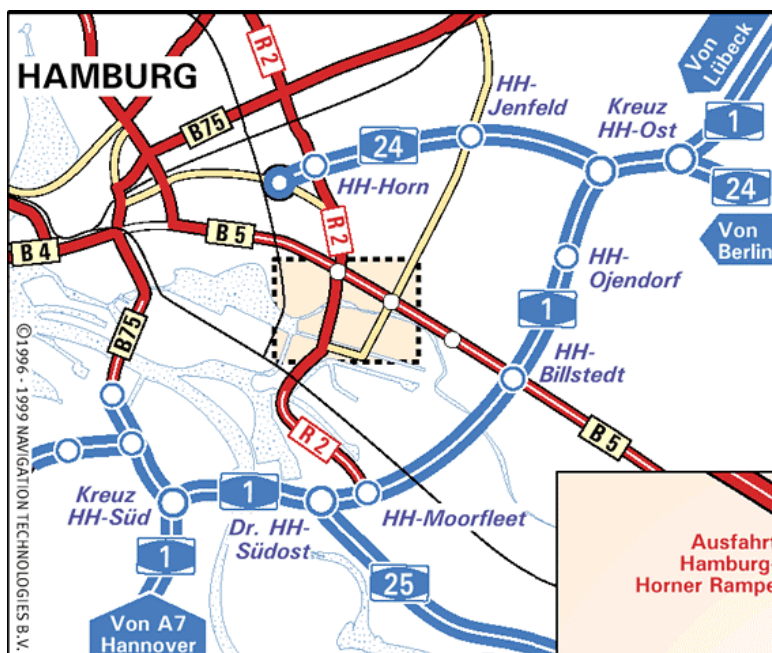 HAMBURG
R 2
B75
24
HH-
Jenfeld
Kreuz
HH-Ost
Von
Lübeck
1
24
Von
Berlin
HH-Horn
R 2
B 4
B 5
HH-
Ojendorf
1
B75
HH-
Billstedt
B 5
R 2
Kreuz
HH-Süd
1
Dr. HH-
Südost
HH-Moorfleet
1
25
Von A7
Hannover
Ausfahrt
Hamburg-
Horner Rampe
©1996 - 1999 NAVIGATION TECHNOLOGIES B.V.